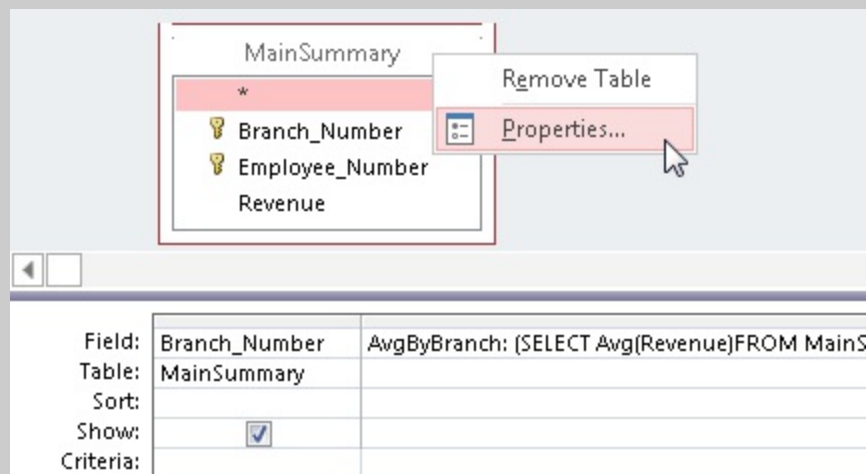 MainSummary
*
Branch_Number
Employee_Number
Revenue
Remove Table
Properties...
Field: Branch_Number AvgByBranch: (SELECT Avg(Revenue)FROM MainS
Table: MainSummary
Sort:
Show:
Criteria: